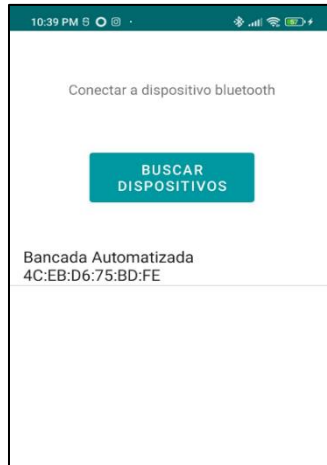 10:39 PM
Conectar a dispositivo bluetooth
BUSCAR
DISPOSITIVOS
Bancada Automatizada
4C:EB:D6:75:BD:FE